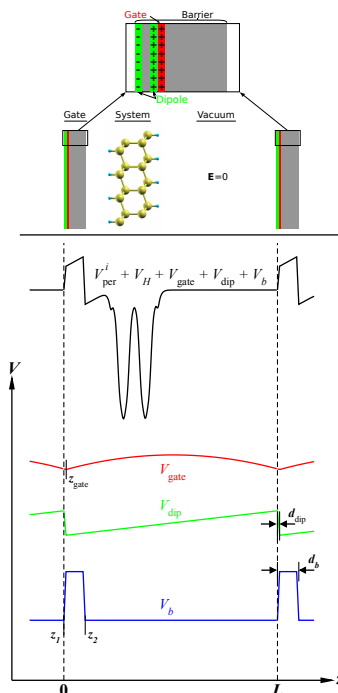 Gate Barrier
- - - - - - - + + + + + + + + + + + + + +
Dipole
Gate System Vacuum
E=0
V^i_per + V_H + V_gate + V_dip + V_b
V
V_gate
z_gate
V_dip
d_dip
d_b
V_b
z_1 z_2
0 L z